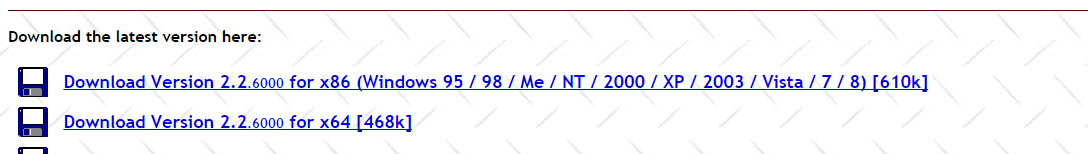 Download the latest version here:
Download Version 2.2.6000 for x86 (Windows 95 / 98 / Me / NT / 2000 / XP / 2003 / Vista / 7 / 8) [610k]
Download Version 2.2.6000 for x64 [468k]